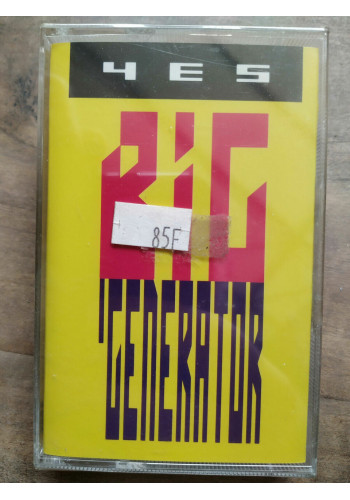 YES
BIG
85F
GENERATOR